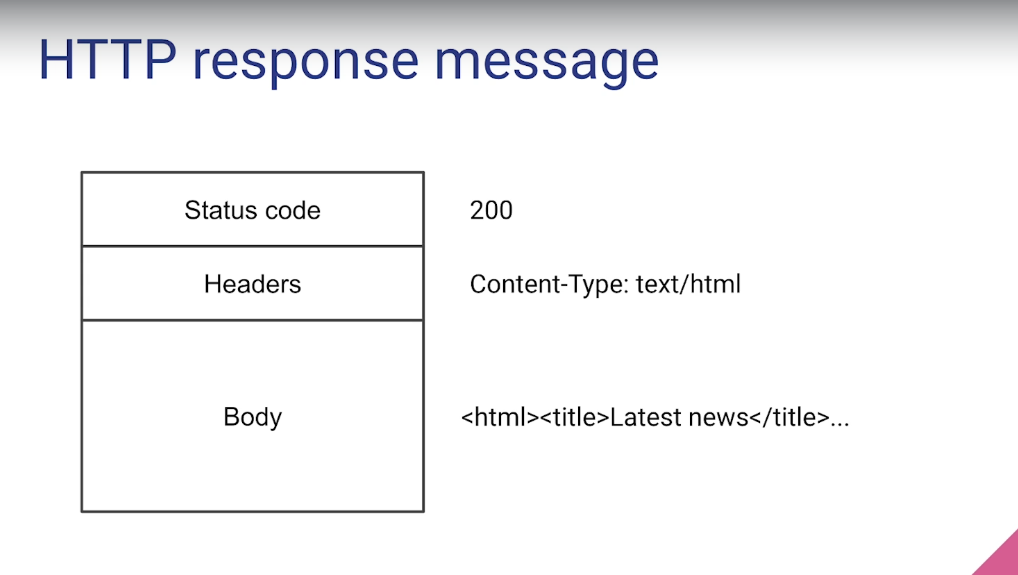 HTTP response message
Status code 200
Headers Content-Type: text/html
Body <html><title>Latest news</title>...